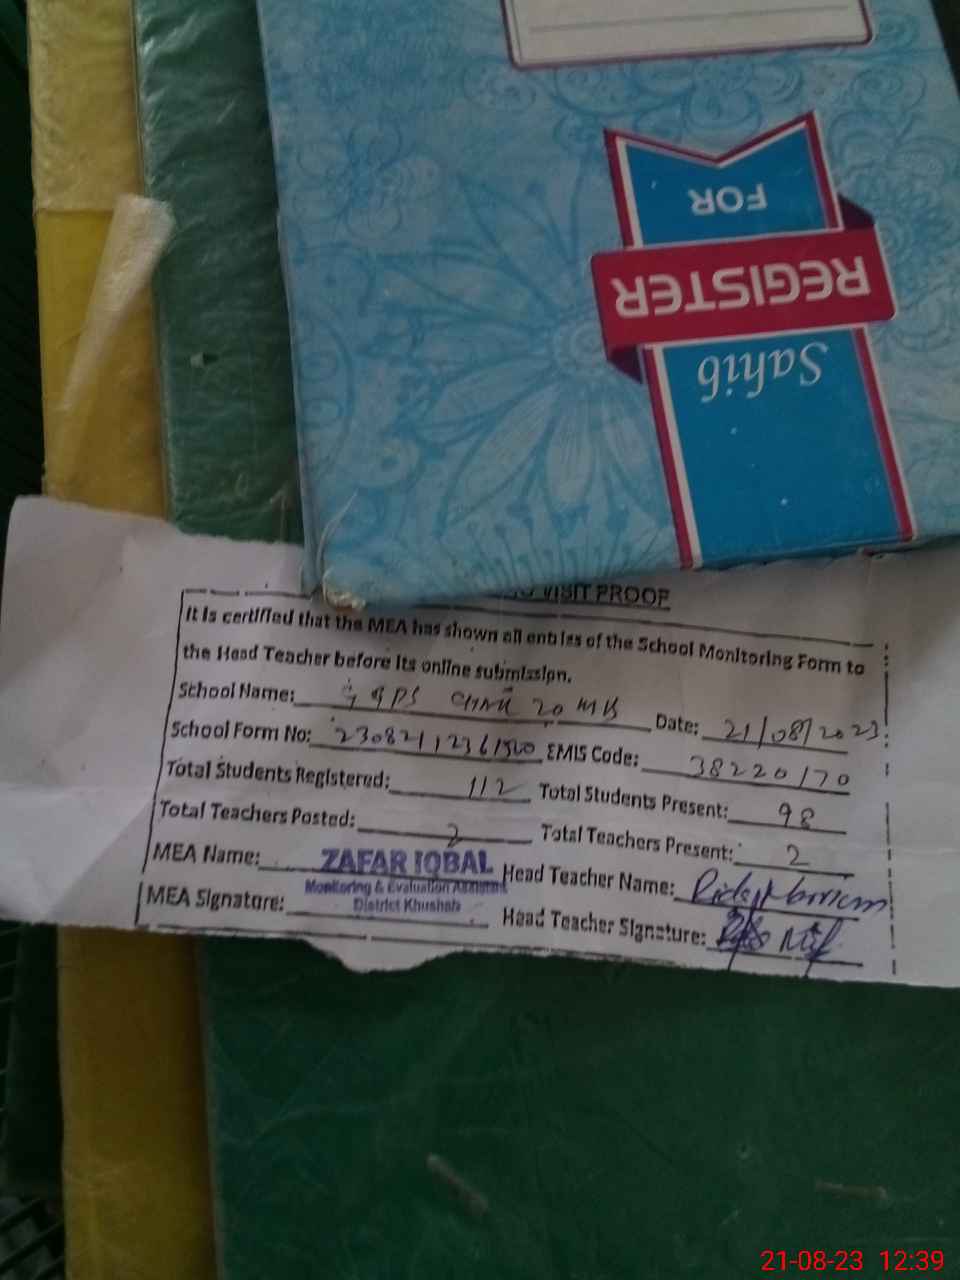 FOR
REGISTER
Sahib
VISIT PROOF
It is certified that the MEA has shown all entries of the School Monitoring Form to
the Head Teacher before its online submission.
School Name: GGPS CHAK 20 MB Date: 21/08/2023
School Form No: EMIS Code: 38220170
Total Students Registered: 112 Total Students Present: 98
Total Teachers Posted: 2 Total Teachers Present: 2
MEA Name: ZAFAR IQBAL Head Teacher Name:
Monitoring & Evaluation Assistant
District Khushab
MEA Signature: Head Teacher Signature:
21-08-23 12:39